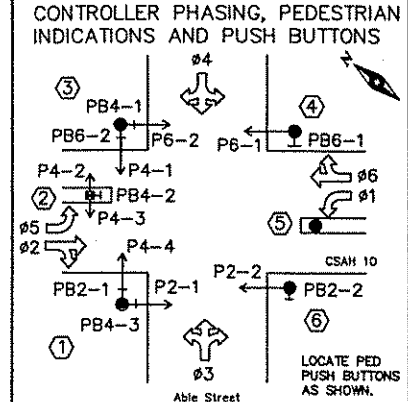 CONTROLLER PHASING, PEDESTRIAN
INDICATIONS AND PUSH BUTTONS
ø4
N
3
4
PB4-1
PB6-2
P6-2
P6-1
PB6-1
P4-2
P4-1
ø6
2
PB4-2
ø1
ø5
P4-3
5
ø2
P4-4
CSAH 10
P2-2
PB2-1
P2-1
PB2-2
PB4-3
1
6
ø3
LOCATE PED
PUSH BUTTONS
AS SHOWN.
Able Street